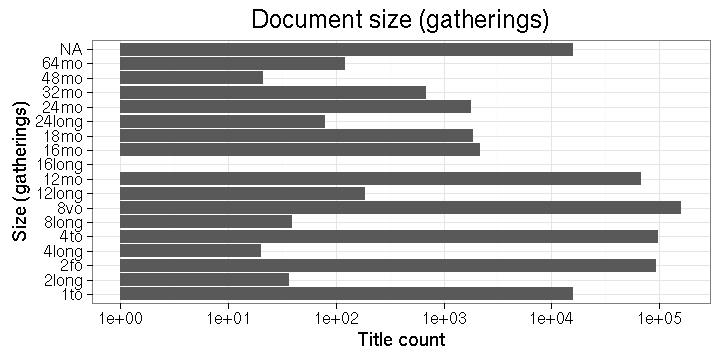 Document size (gatherings)
Size (gatherings)
NA
64mo
48mo
32mo
24mo
24long
18mo
16mo
16long
12mo
12long
8vo
8long
4to
4long
2fo
2long
1to
1e+00 1e+01 1e+02 1e+03 1e+04 1e+05
Title count